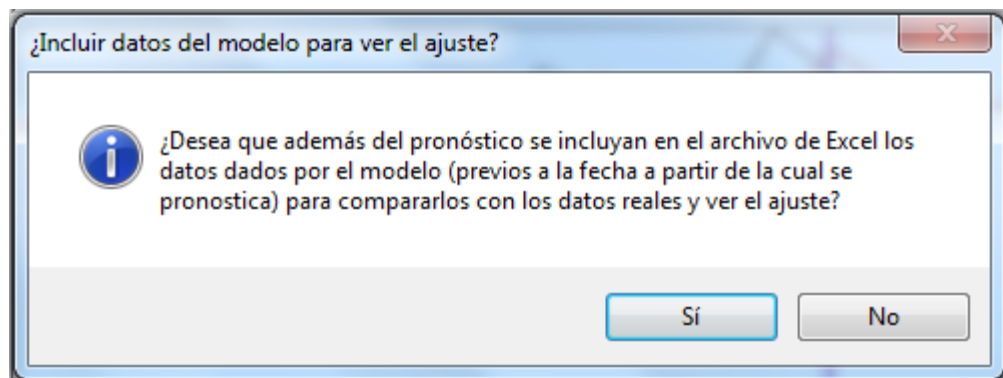 ¿Incluir datos del modelo para ver el ajuste?
¿Desea que además del pronóstico se incluyan en el archivo de Excel los
datos dados por el modelo (previos a la fecha a partir de la cual se
pronostica) para compararlos con los datos reales y ver el ajuste?
Sí
No